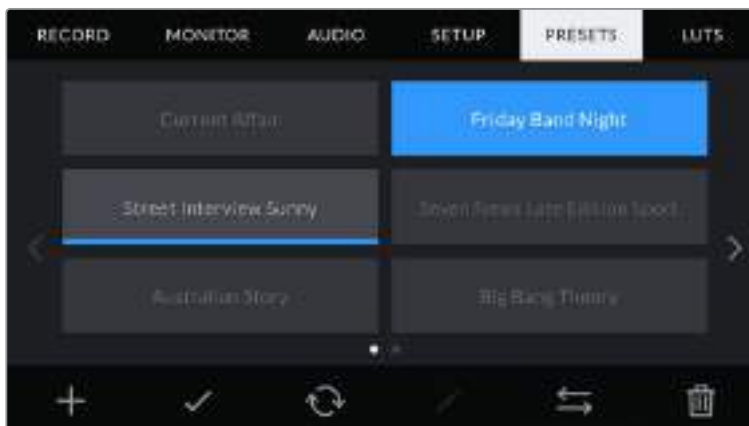 RECORD MONITOR AUDIO SETUP PRESETS LUTS
Current Affair Friday Band Night
Street Interview Sunny Seven News Late Edition Sport
Australian Story Big Bang Theory